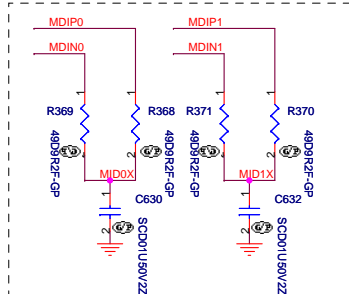 MDIP0
MDIP1
MDIN0
MDIN1
1
1
1
1
R369
R368
R371
R370
49D9R2F-GP
49D9R2F-GP
49D9R2F-GP
49D9R2F-GP
2
2
2
2
MID0X
MID1X
1
1
C630
C632
2
2
SCD01U50V2Z
SCD01U50V2Z